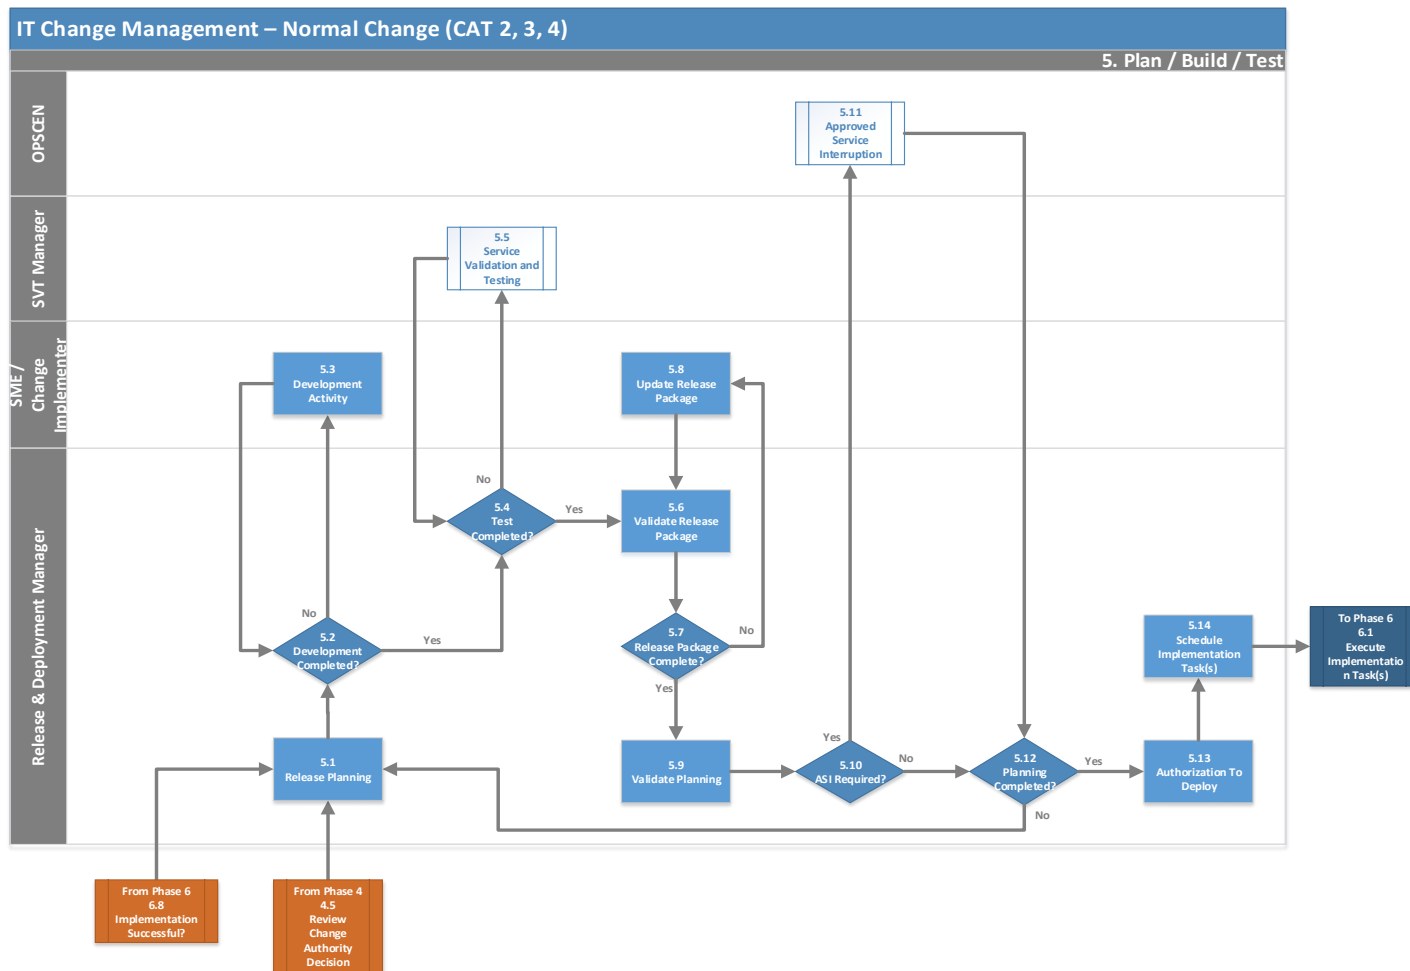 IT Change Management – Normal Change (CAT 2, 3, 4)
5. Plan / Build / Test
OPSCEN
5.11
Approved
Service
Interruption
SVT Manager
5.5
Service
Validation and
Testing
SME /
Change
Implementer
5.3
Development
Activity
5.8
Update Release
Package
Release & Deployment Manager
No
5.4
Test
Completed?
Yes
5.6
Validate Release
Package
No
5.2
Development
Completed?
Yes
5.7
Release Package
Complete?
No
Yes
5.14
Schedule
Implementation
Task(s)
To Phase 6
6.1
Execute
Implementatio
n Task(s)
5.1
Release Planning
5.9
Validate Planning
Yes
5.10
ASI Required?
No
5.12
Planning
Completed?
Yes
No
5.13
Authorization To
Deploy
From Phase 6
6.8
Implementation
Successful?
From Phase 4
4.5
Review
Change
Authority
Decision